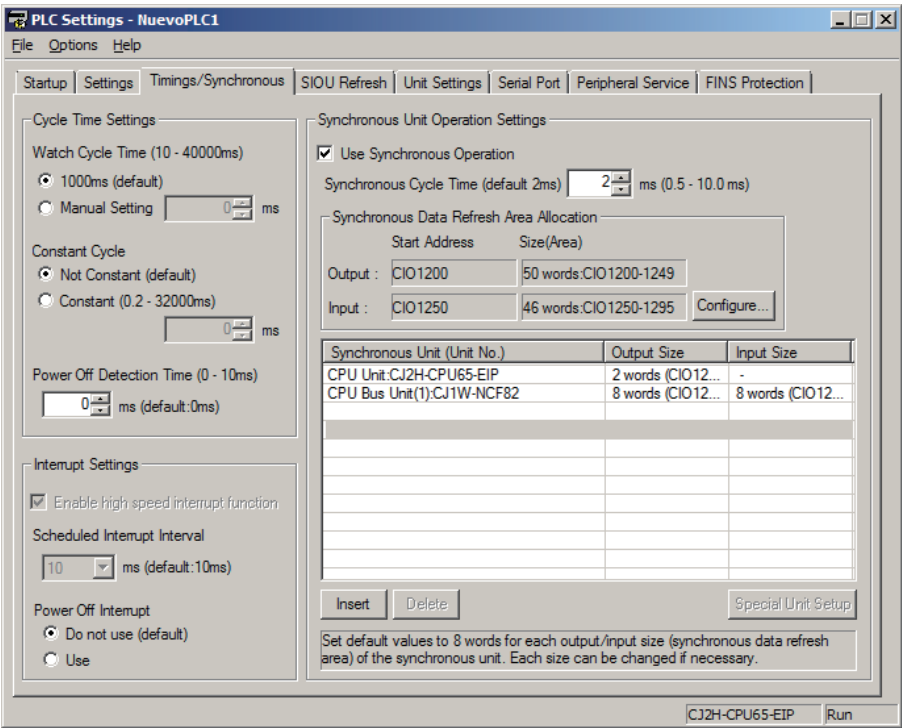 PLC Settings - NuevoPLC1
File Options Help
Startup Settings Timings/Synchronous SIOU Refresh Unit Settings Serial Port Peripheral Service FINS Protection
Cycle Time Settings
Watch Cycle Time (10 - 40000ms)
1000ms (default)
Manual Setting 0 ms
Constant Cycle
Not Constant (default)
Constant (0.2 - 32000ms)
0 ms
Power Off Detection Time (0 - 10ms)
0 ms (default:0ms)
Interrupt Settings
Enable high speed interrupt function
Scheduled Interrupt Interval
10 ms (default:10ms)
Power Off Interrupt
Do not use (default)
Use
Synchronous Unit Operation Settings
Use Synchronous Operation
Synchronous Cycle Time (default 2ms) 2 ms (0.5 - 10.0 ms)
Synchronous Data Refresh Area Allocation
Start Address Size(Area)
Output : CIO1200 50 words:CIO1200-1249
Input : CIO1250 46 words:CIO1250-1295 Configure...
Synchronous Unit (Unit No.) Output Size Input Size
CPU Unit:CJ2H-CPU65-EIP 2 words (CIO12... -
CPU Bus Unit(1):CJ1W-NCF82 8 words (CIO12... 8 words (CIO12...
Insert Delete Special Unit Setup
Set default values to 8 words for each output/input size (synchronous data refresh
area) of the synchronous unit. Each size can be changed if necessary.
CJ2H-CPU65-EIP Run